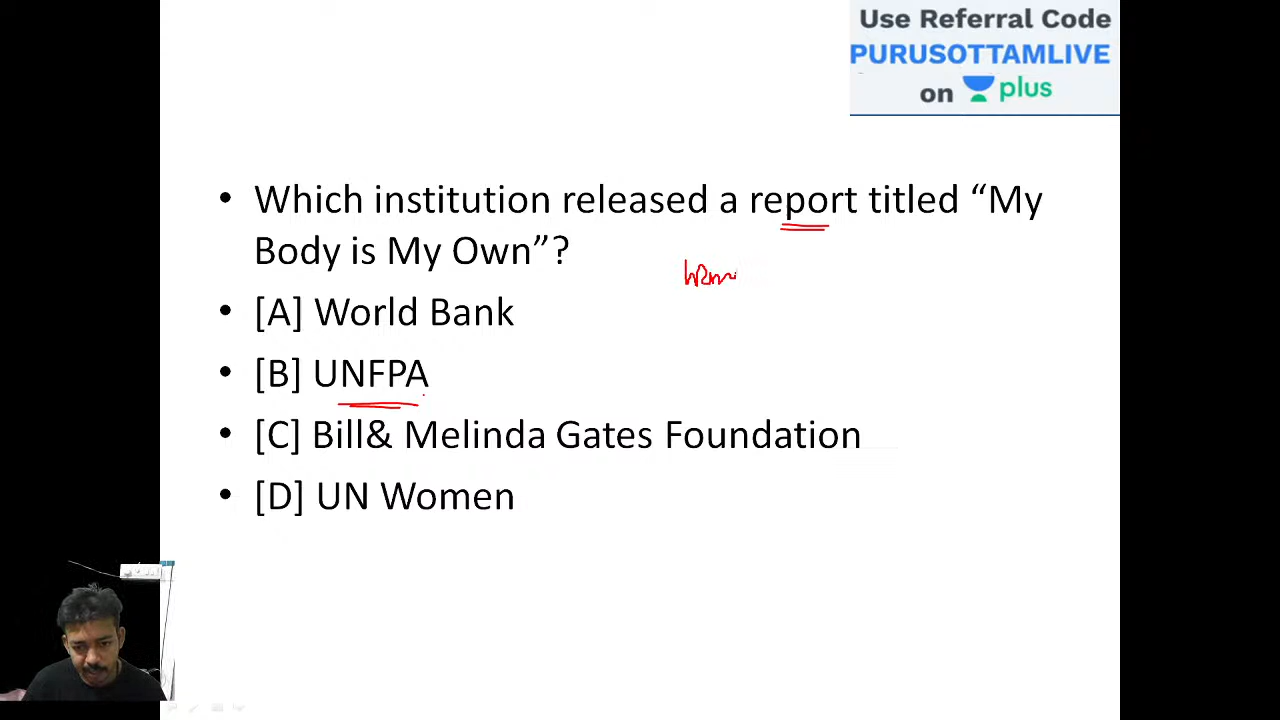 Use Referral Code
PURUSOTTAMLIVE
on plus
• Which institution released a report titled “My
Body is My Own”?
• [A] World Bank
• [B] UNFPA
• [C] Bill& Melinda Gates Foundation
• [D] UN Women